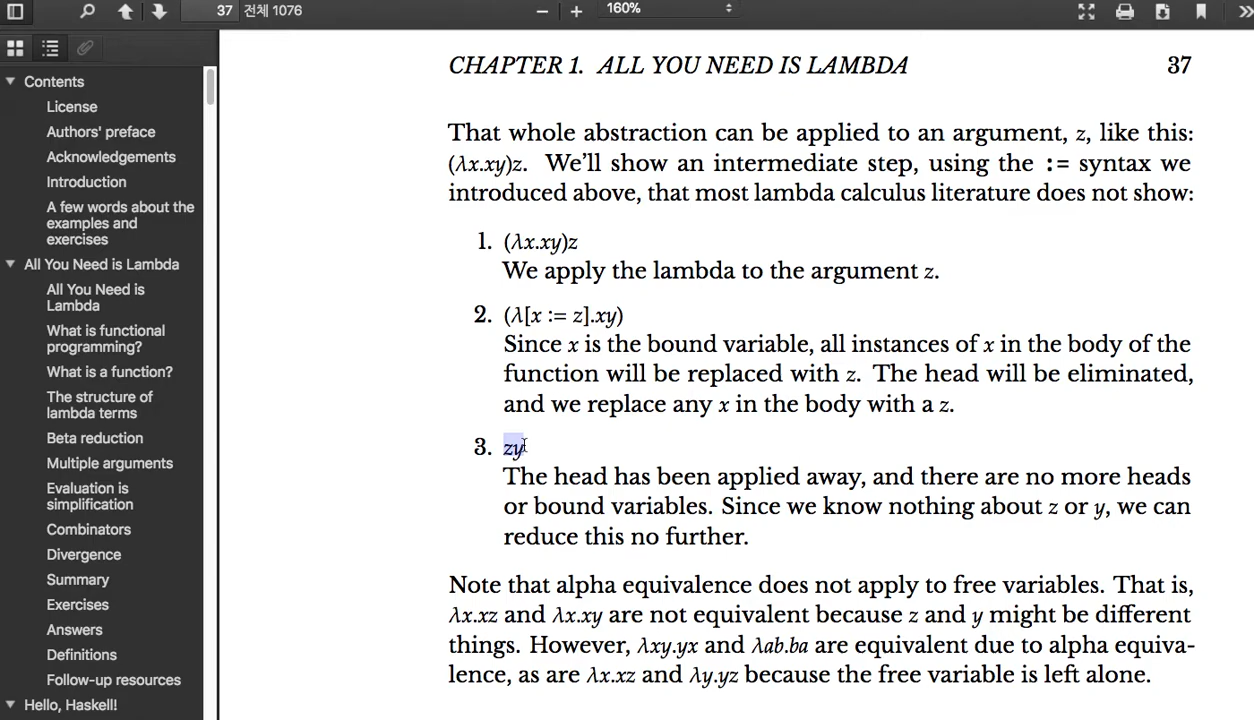 37 전체 1076
160%
Contents
License
Authors' preface
Acknowledgements
Introduction
A few words about the
examples and
exercises
All You Need is Lambda
All You Need is
Lambda
What is functional
programming?
What is a function?
The structure of
lambda terms
Beta reduction
Multiple arguments
Evaluation is
simplification
Combinators
Divergence
Summary
Exercises
Answers
Definitions
Follow-up resources
Hello, Haskell!
CHAPTER 1. ALL YOU NEED IS LAMBDA 37
That whole abstraction can be applied to an argument, z, like this:
(λx.xy)z. We'll show an intermediate step, using the := syntax we
introduced above, that most lambda calculus literature does not show:
1. (λx.xy)z
We apply the lambda to the argument z.
2. (λ[x := z].xy)
Since x is the bound variable, all instances of x in the body of the
function will be replaced with z. The head will be eliminated,
and we replace any x in the body with a z.
3. zy
The head has been applied away, and there are no more heads
or bound variables. Since we know nothing about z or y, we can
reduce this no further.
Note that alpha equivalence does not apply to free variables. That is,
λx.xz and λx.xy are not equivalent because z and y might be different
things. However, λxy.yx and λab.ba are equivalent due to alpha equiva-
lence, as are λx.xz and λy.yz because the free variable is left alone.